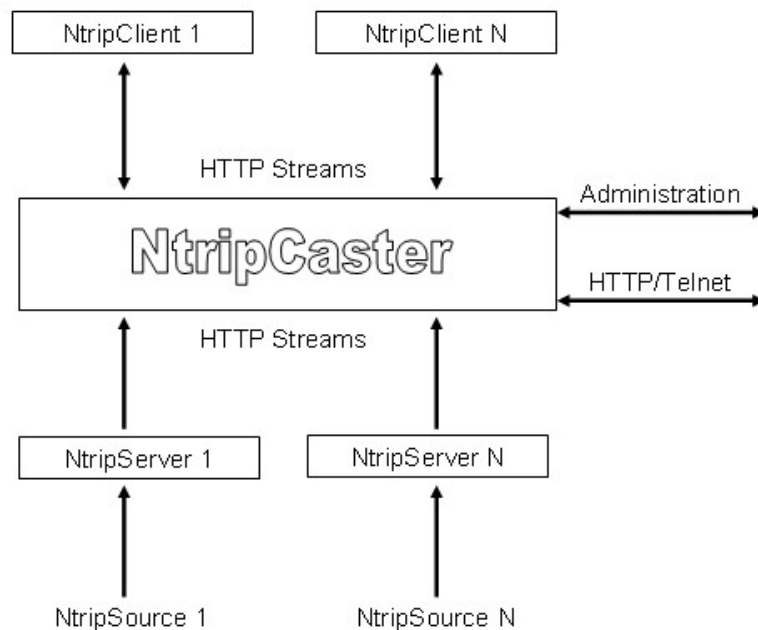 NtripClient 1
NtripClient N
HTTP Streams
Administration
NtripCaster
HTTP/Telnet
HTTP Streams
NtripServer 1
NtripServer N
NtripSource 1
NtripSource N